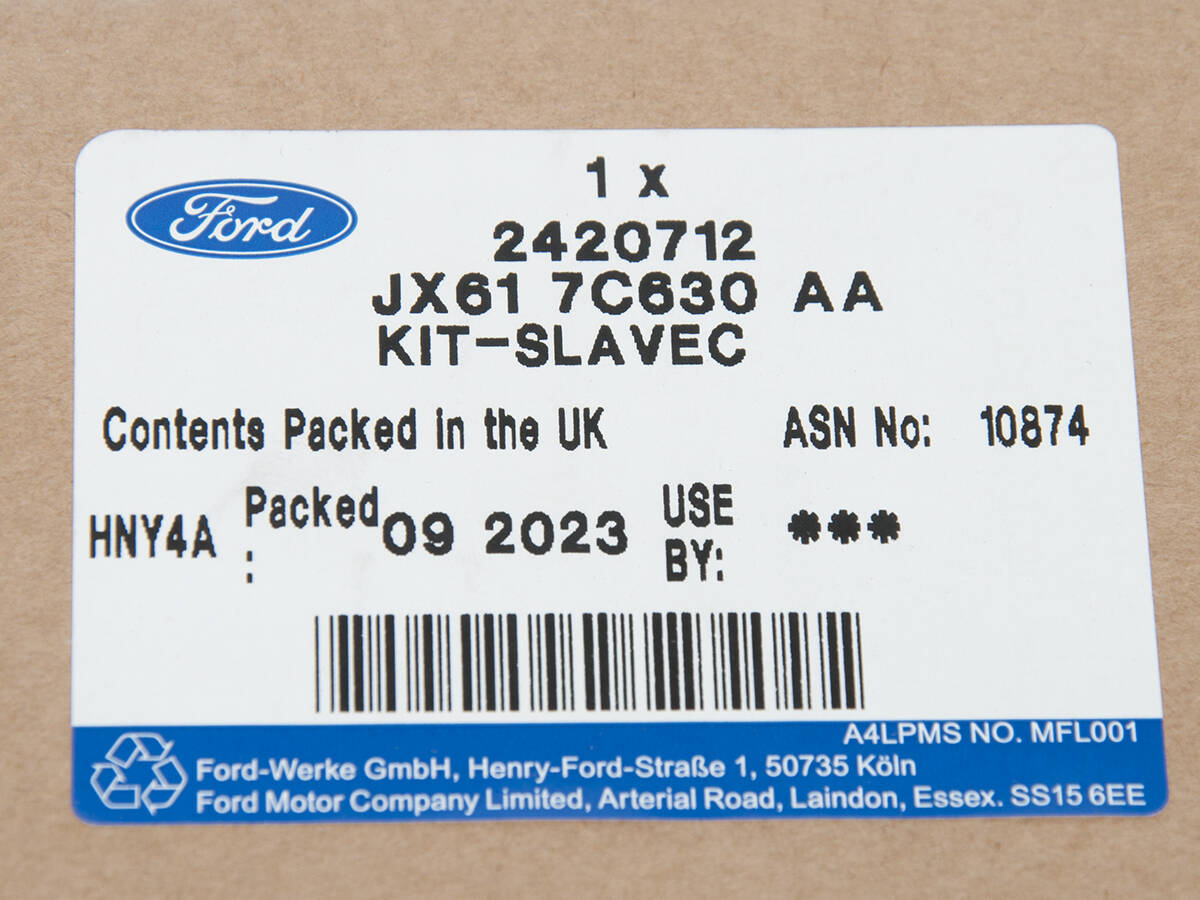 Ford
1 x
2420712
JX61 7C630 AA
KIT-SLAVEC
Contents Packed in the UK ASN No: 10874
HNY4A Packed : 09 2023 USE BY: ***
A4LPMS NO. MFL001
Ford-Werke GmbH, Henry-Ford-Straße 1, 50735 Köln
Ford Motor Company Limited, Arterial Road, Laindon, Essex. SS15 6EE